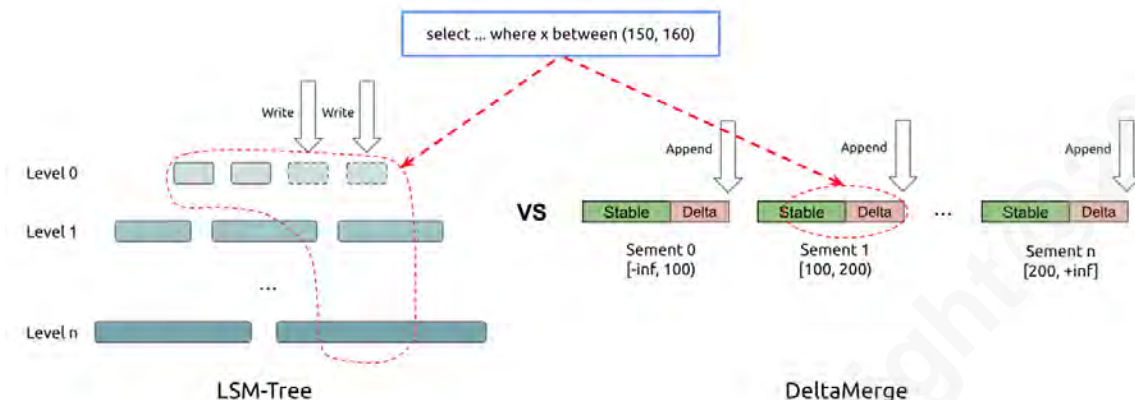 select ... where x between (150, 160)
Write Write
Append Append Append
Level 0
Level 1
...
Level n
LSM-Tree
VS
Stable Delta Stable Delta ... Stable Delta
Sement 0 Sement 1 Sement n
[-inf, 100) [100, 200) [200, +inf]
DeltaMerge